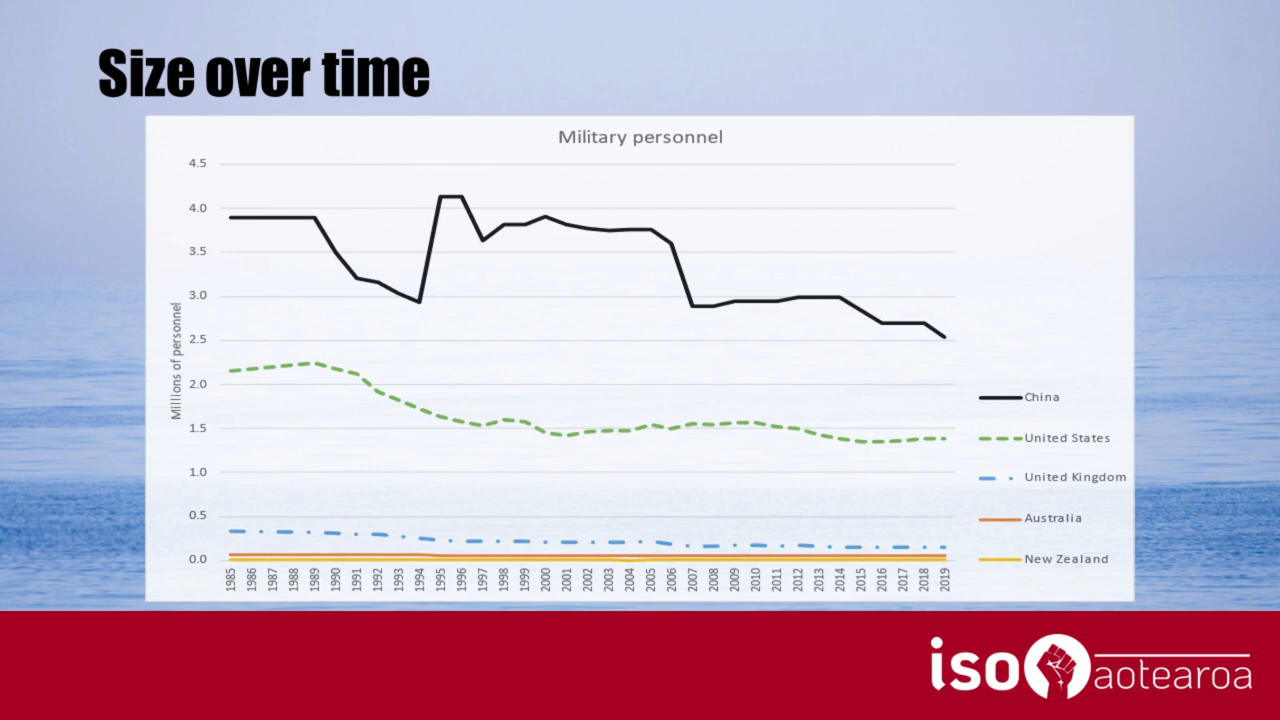 Size over time
Military personnel
4.5
4.0
3.5
3.0
2.5
2.0
1.5
1.0
0.5
0.0
Millions of personnel
1985 1986 1987 1988 1989 1990 1991 1992 1993 1994 1995 1996 1997 1998 1999 2000 2001 2002 2003 2004 2005 2006 2007 2008 2009 2010 2011 2012 2013 2014 2015 2016 2017 2018 2019
China
United States
United Kingdom
Australia
New Zealand
iso aotearoa